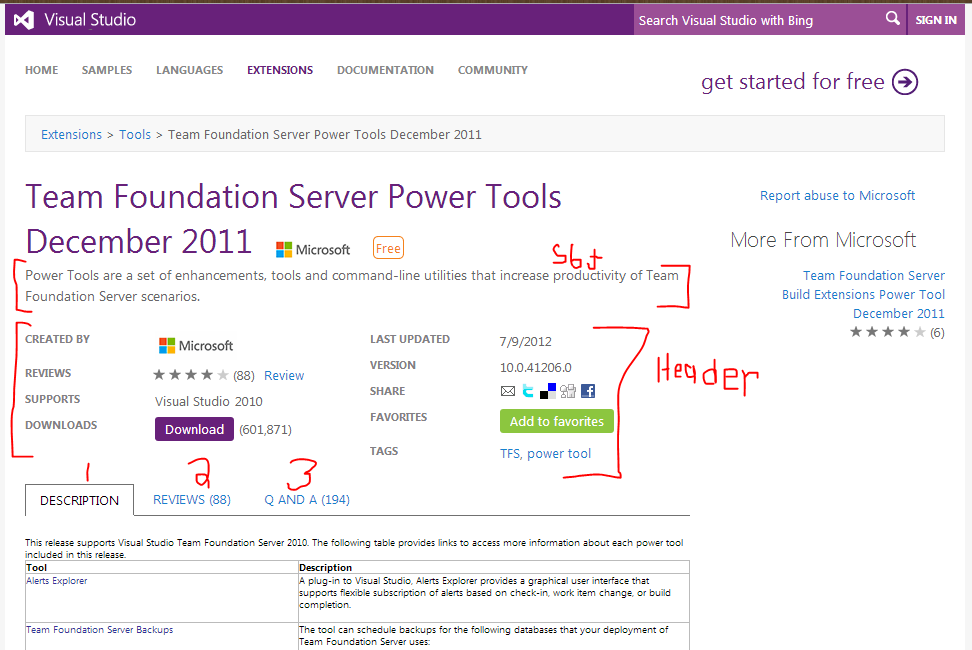 Visual Studio
Search Visual Studio with Bing
SIGN IN
HOME SAMPLES LANGUAGES EXTENSIONS DOCUMENTATION COMMUNITY
get started for free
Extensions > Tools > Team Foundation Server Power Tools December 2011
Team Foundation Server Power Tools
December 2011 Microsoft Free
Report abuse to Microsoft
More From Microsoft
Team Foundation Server
Build Extensions Power Tool
December 2011
(6)
Power Tools are a set of enhancements, tools and command-line utilities that increase productivity of Team
Foundation Server scenarios.
CREATED BY Microsoft
REVIEWS (88) Review
SUPPORTS Visual Studio 2010
DOWNLOADS Download (601,871)
LAST UPDATED 7/9/2012
VERSION 10.0.41206.0
SHARE
FAVORITES Add to favorites
TAGS TFS, power tool
Header
1 2 3
DESCRIPTION REVIEWS (88) Q AND A (194)
This release supports Visual Studio Team Foundation Server 2010. The following table provides links to access more information about each power tool
included in this release.
Tool Description
Alerts Explorer A plug-in to Visual Studio, Alerts Explorer provides a graphical user interface that
supports flexible subscription of alerts based on check-in, work item change, or build
completion.
Team Foundation Server Backups The tool can schedule backups for the following databases that your deployment of
Team Foundation Server uses: